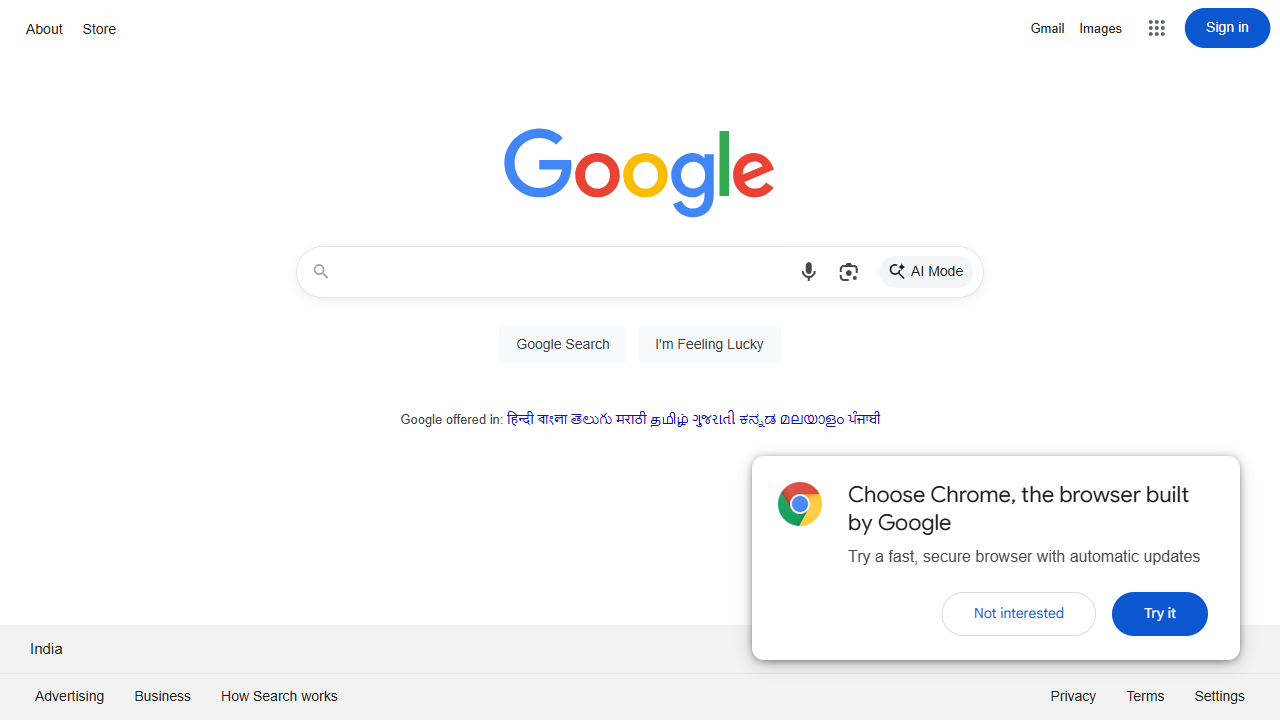 About Store
Gmail Images Sign in
Google
AI Mode
Google Search I'm Feeling Lucky
Google offered in: हिन्दी বাংলা తెలుగు मराठी தமிழ் ગુજરાતી ಕನ್ನಡ മലയാളം ਪੰਜਾਬੀ
Choose Chrome, the browser built
by Google
Try a fast, secure browser with automatic updates
Not interested Try it
India
Advertising Business How Search works Privacy Terms Settings